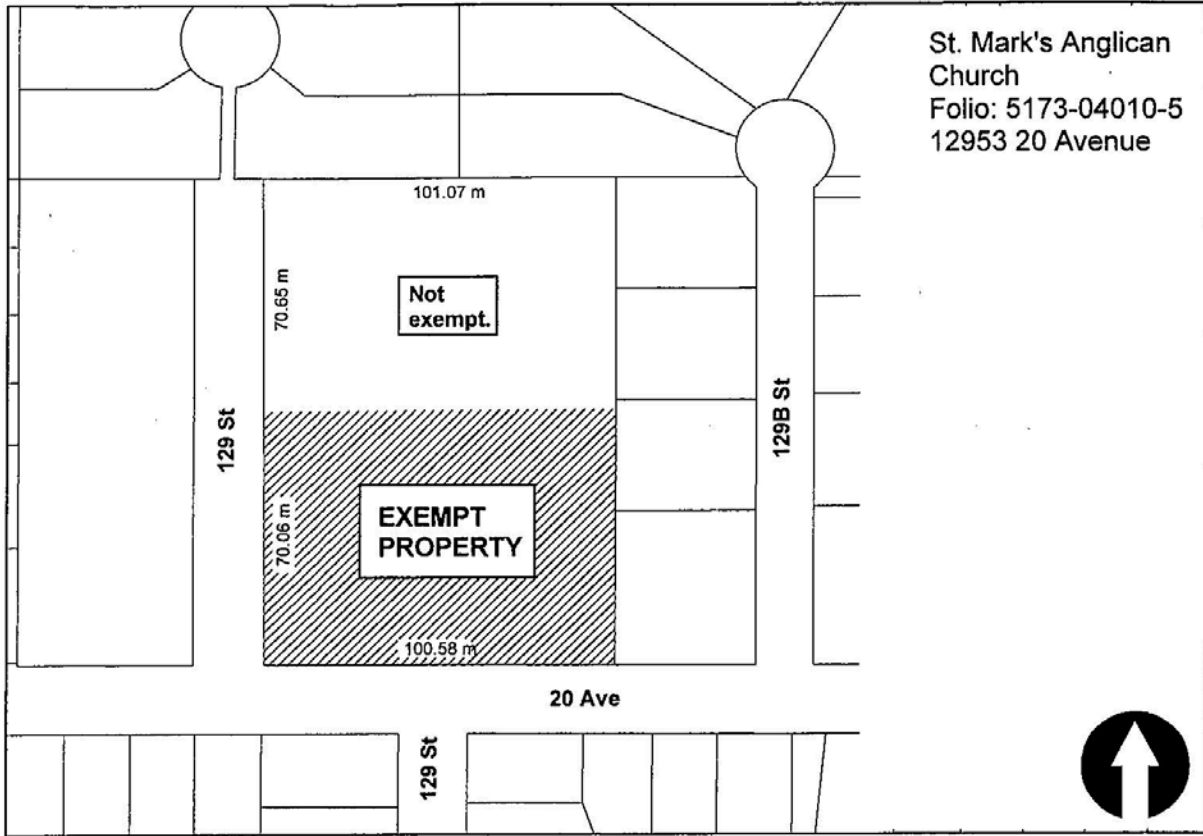 St. Mark's Anglican
Church
Folio: 5173-04010-5
12953 20 Avenue
101.07 m
70.65 m
Not
exempt.
129 St
129B St
70.06 m
EXEMPT
PROPERTY
100.58 m
20 Ave
129 St